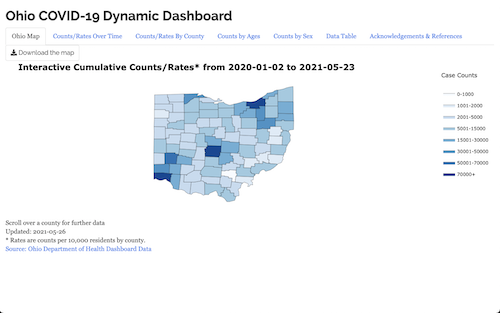 Ohio COVID-19 Dynamic Dashboard
Ohio Map Counts/Rates Over Time Counts/Rates By County Counts by Ages Counts by Sex Data Table Acknowledgements & References
Download the map
Interactive Cumulative Counts/Rates* from 2020-01-02 to 2021-05-23
Case Counts
0-1000
1001-2000
2001-5000
5001-15000
15001-30000
30001-50000
50001-70000
70000+
Scroll over a county for further data
Updated: 2021-05-26
* Rates are counts per 10,000 residents by county.
Source: Ohio Department of Health Dashboard Data